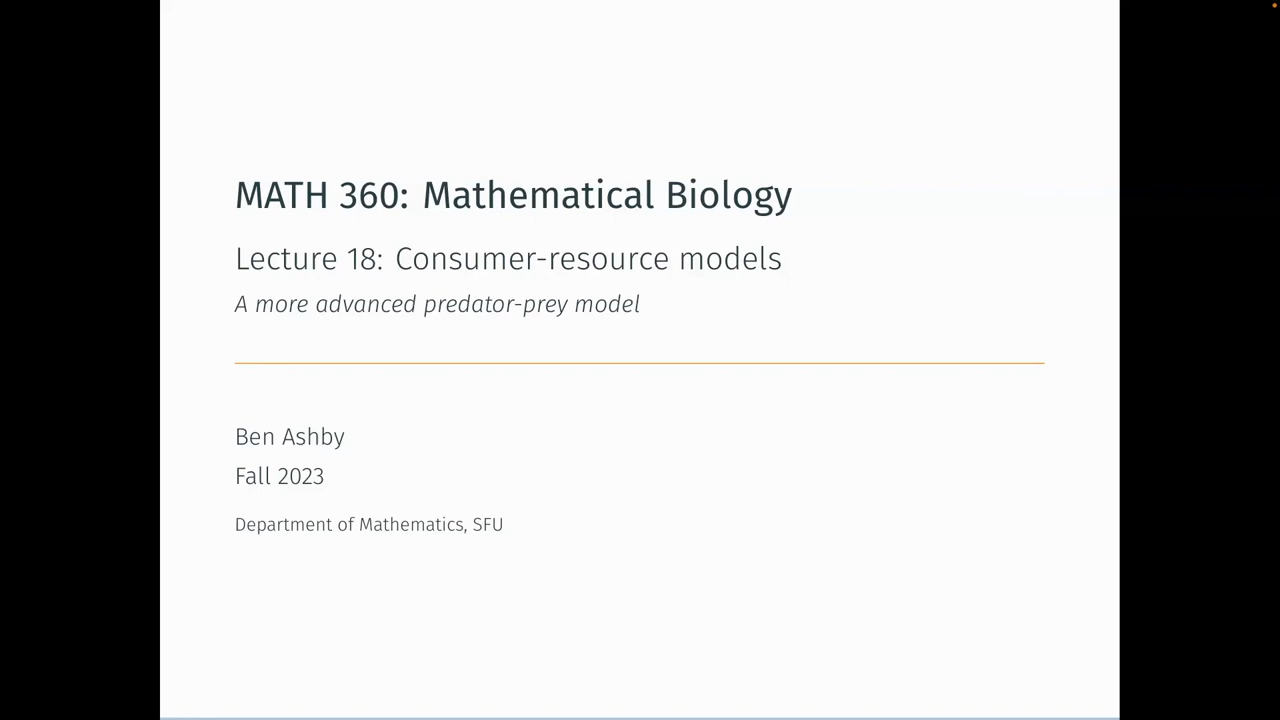 MATH 360: Mathematical Biology
Lecture 18: Consumer-resource models
A more advanced predator-prey model
Ben Ashby
Fall 2023
Department of Mathematics, SFU